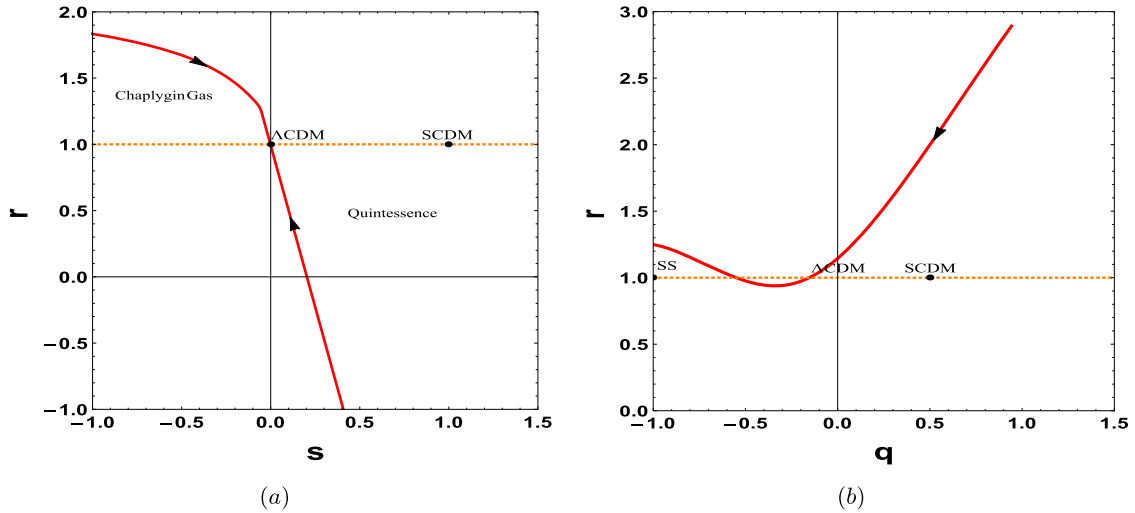 2.0
1.5
1.0
0.5
0.0
−0.5
−1.0
r
Chaplygin Gas
ΛCDM
SCDM
Quintessence
−1.0 −0.5 0.0 0.5 1.0 1.5
s
(a)
3.0
2.5
2.0
1.5
1.0
0.5
0.0
r
SS
ΛCDM
SCDM
−1.0 −0.5 0.0 0.5 1.0 1.5
q
(b)